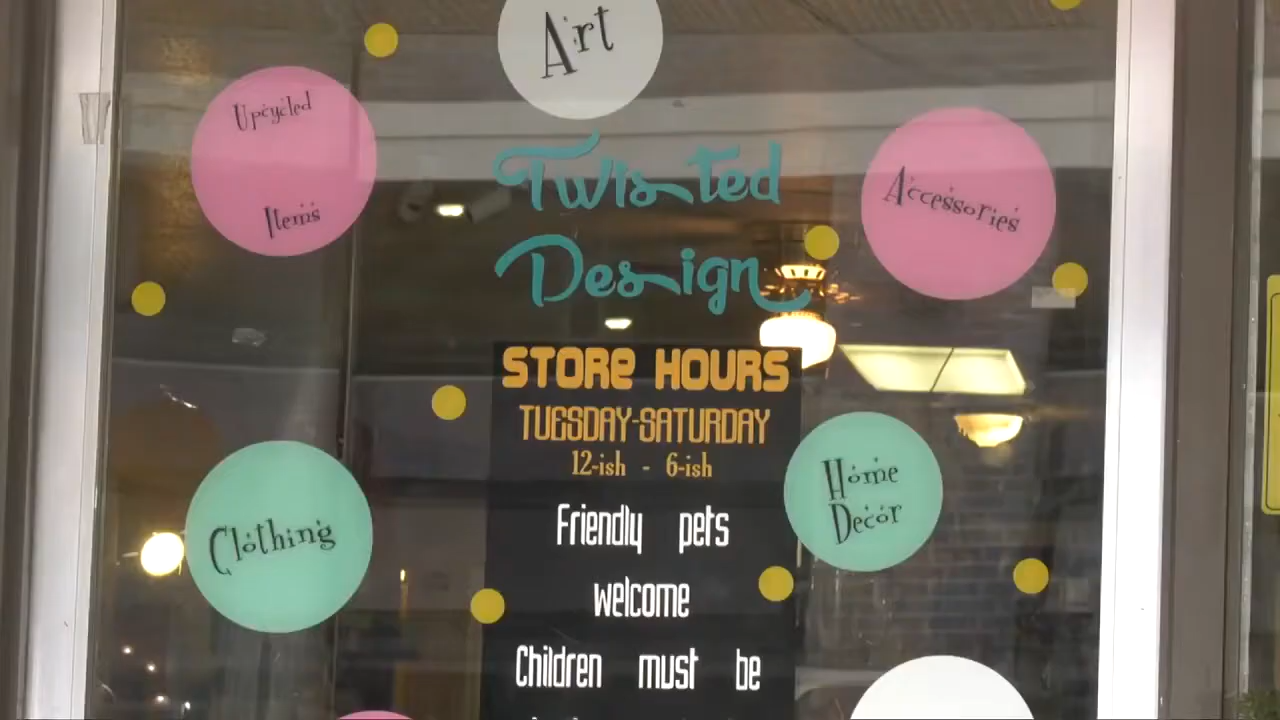 Art
Upcycled
Items
Twisted
Design
Accessories
STORE HOURS
TUESDAY-SATURDAY
12-ish - 6-ish
Friendly pets
welcome
Children must be
Clothing
Home
Decor